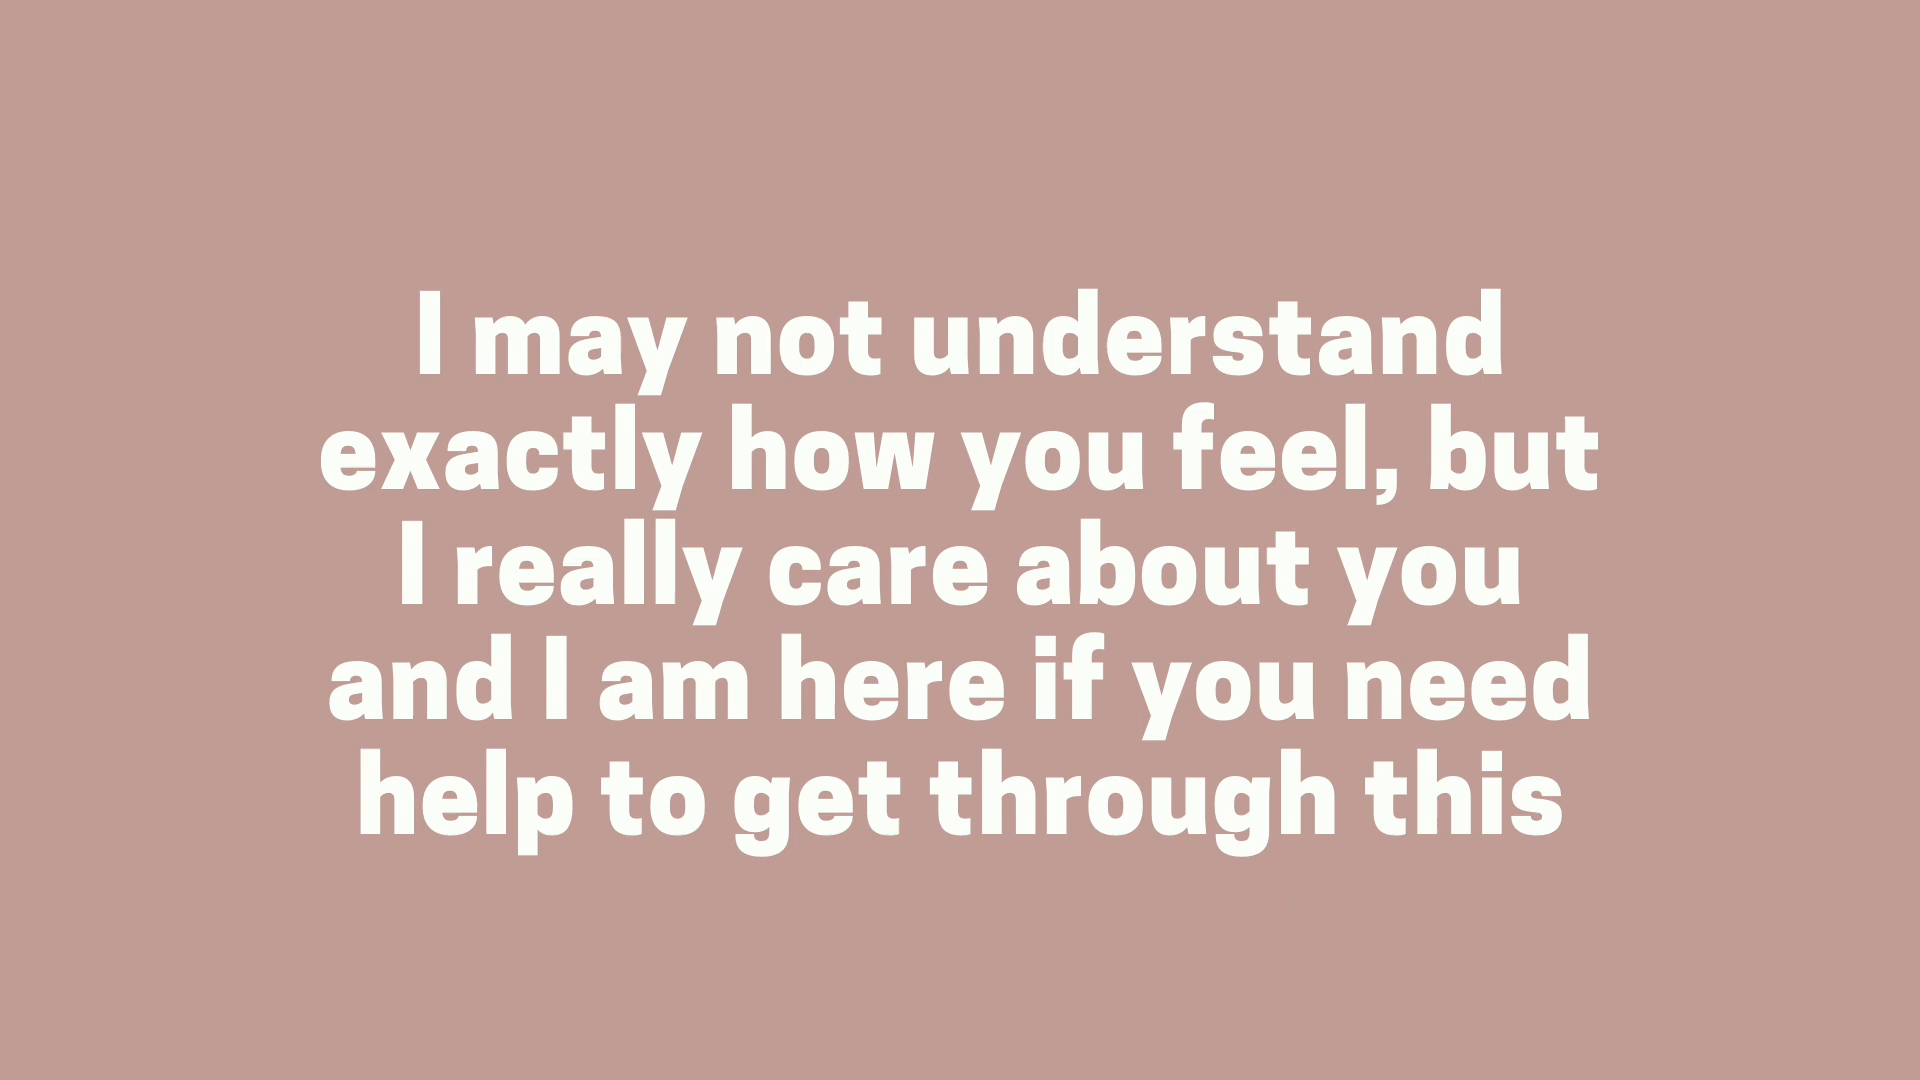 I may not understand
exactly how you feel, but
I really care about you
and I am here if you need
help to get through this